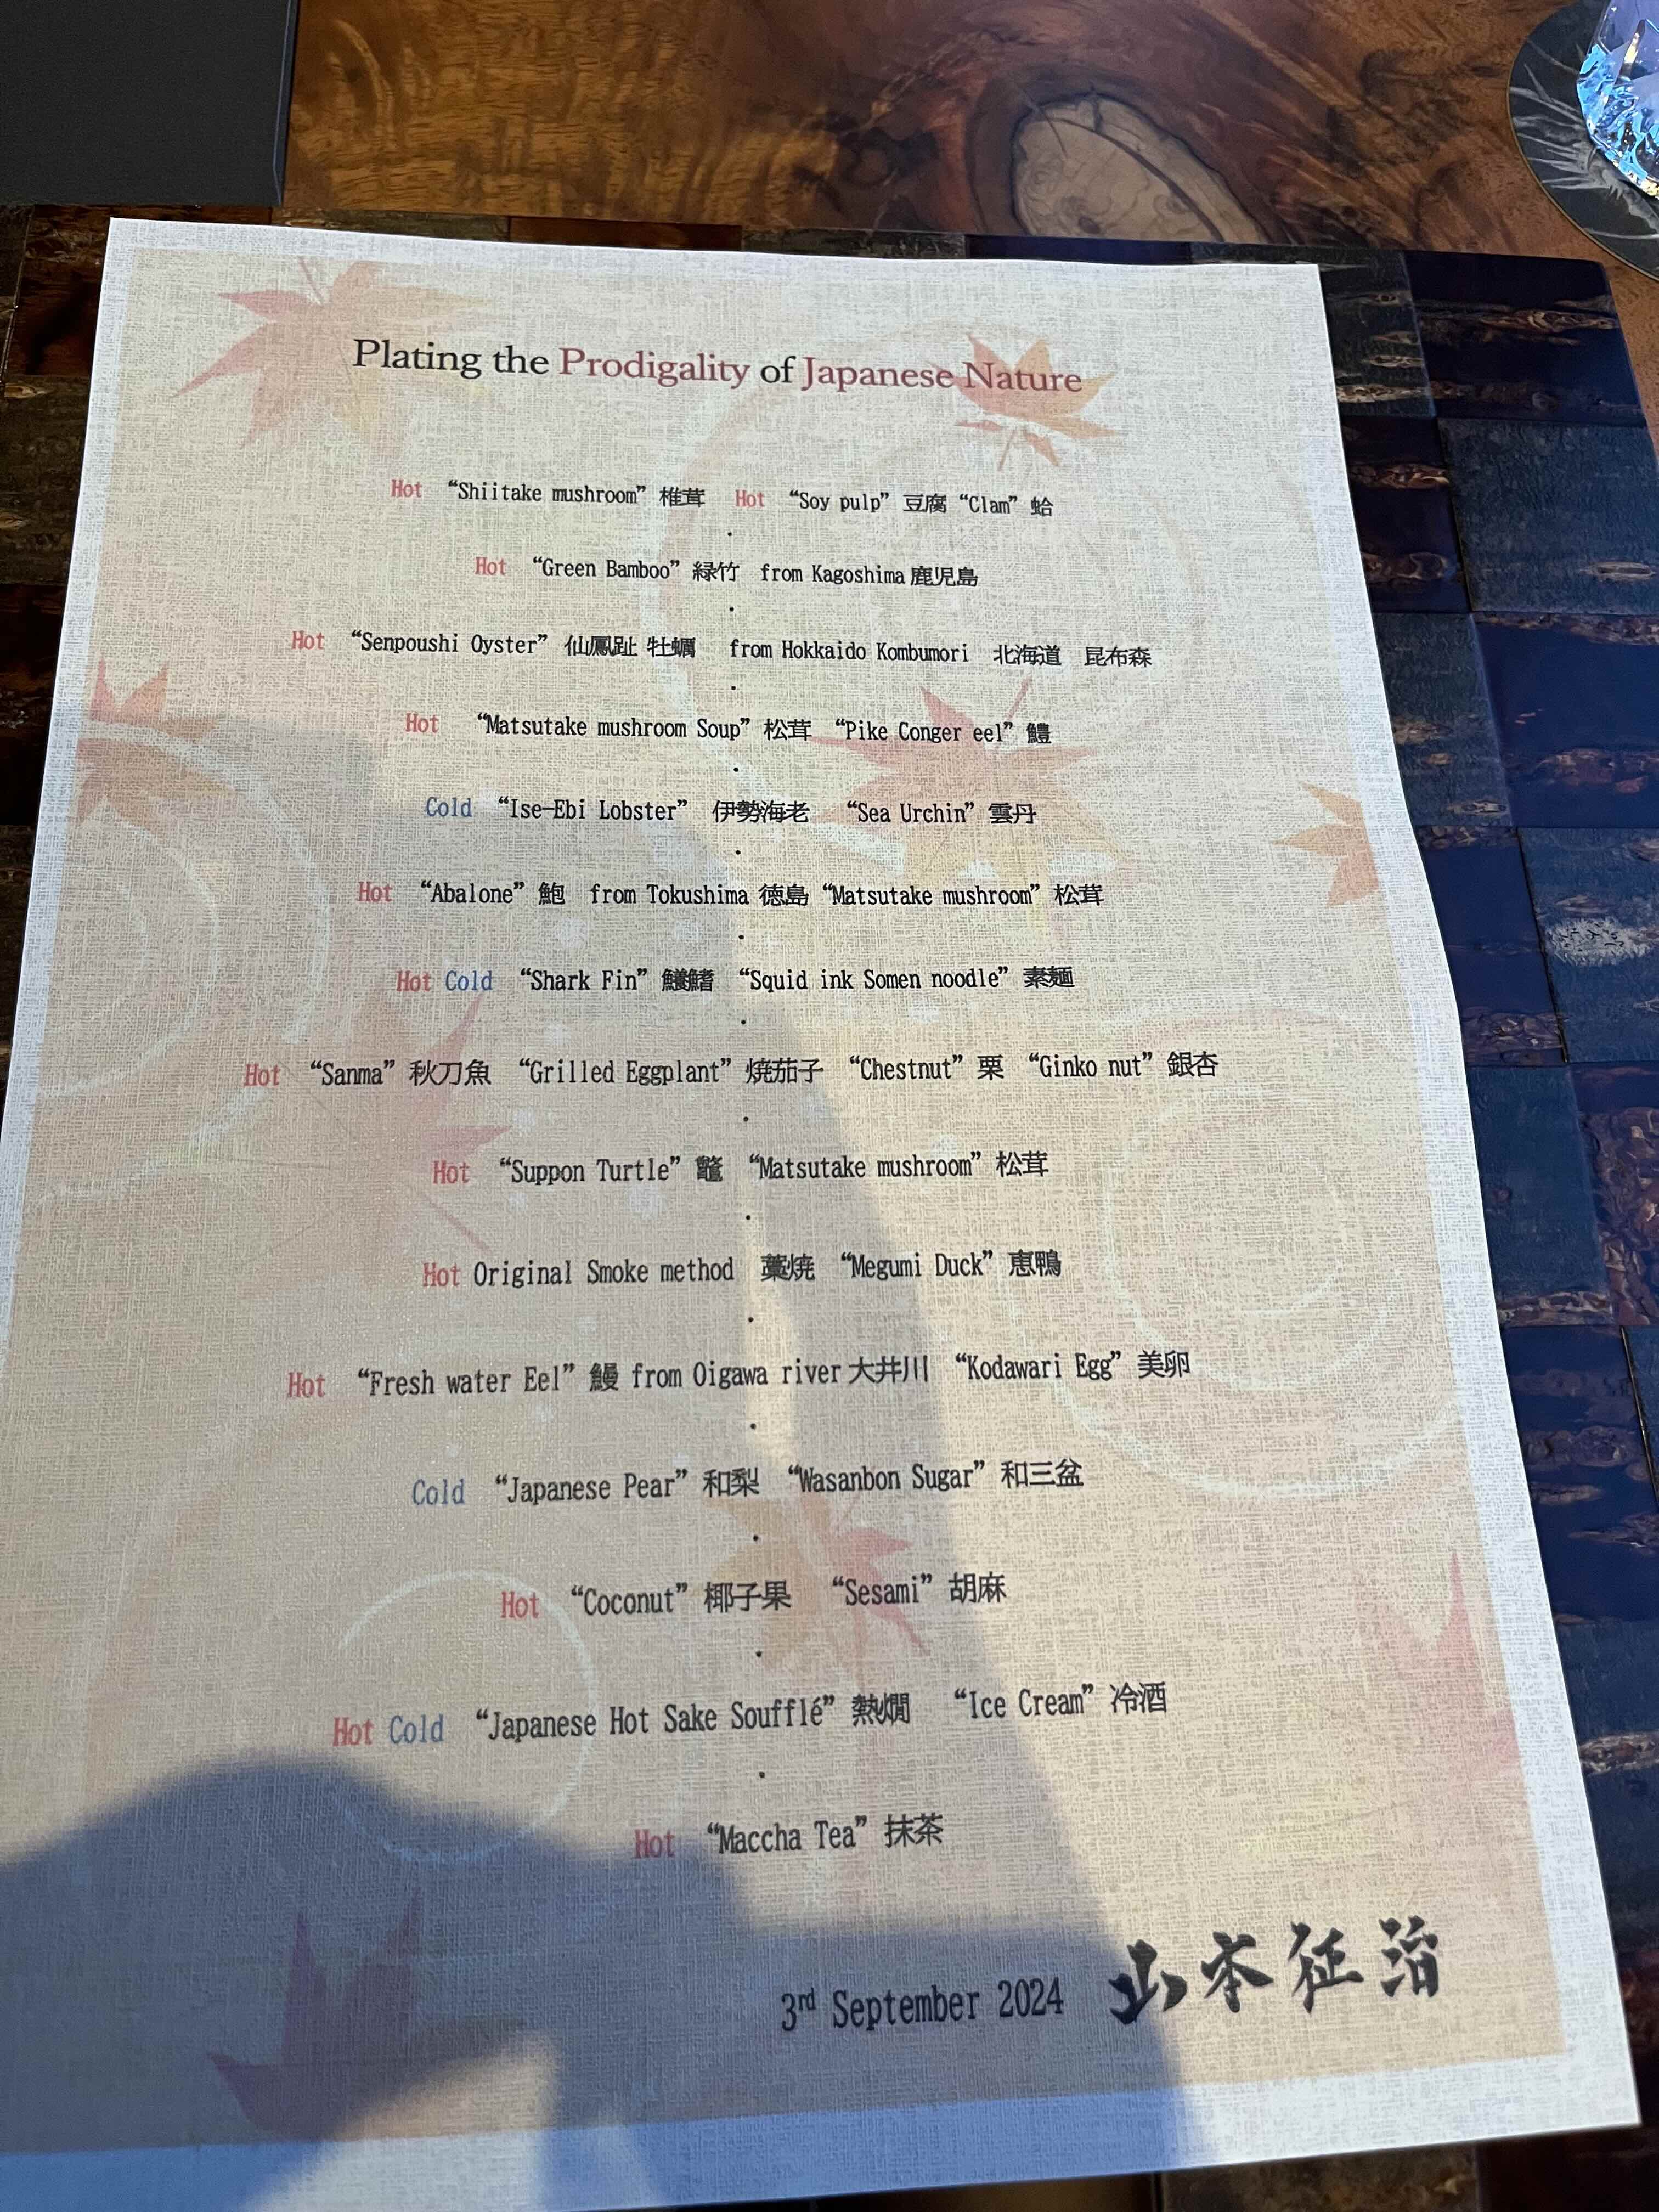 Plating the Prodigality of Japanese Nature
Hot “Shiitake mushroom” 椎茸 Hot “Soy pulp” 豆腐 “Clam” 蛤
・
Hot “Green Bamboo” 緑竹 from Kagoshima 鹿児島
・
Hot “Senpoushi Oyster” 仙鳳趾 牡蠣 from Hokkaido Kombumori 北海道 昆布森
・
Hot “Matsutake mushroom Soup” 松茸 “Pike Conger eel” 鱧
・
Cold “Ise-Ebi Lobster” 伊勢海老 “Sea Urchin” 雲丹
・
Hot “Abalone” 鮑 from Tokushima 徳島 “Matsutake mushroom” 松茸
・
Hot Cold “Shark Fin” 鱶鰭 “Squid ink Somen noodle” 素麺
・
Hot “Sanma” 秋刀魚 “Grilled Eggplant” 焼茄子 “Chestnut” 栗 “Ginko nut” 銀杏
・
Hot “Suppon Turtle” 鼈 “Matsutake mushroom” 松茸
・
Hot Original Smoke method 藁焼 “Megumi Duck” 恵鴨
・
Hot “Fresh water Eel” 鰻 from Oigawa river 大井川 “Kodawari Egg” 美卵
・
Cold “Japanese Pear” 和梨 “Wasanbon Sugar” 和三盆
・
Hot “Coconut” 椰子果 “Sesami” 胡麻
・
Hot Cold “Japanese Hot Sake Soufflé” 熱燗 “Ice Cream” 冷酒
・
Hot “Maccha Tea” 抹茶
3rd September 2024 山本征治